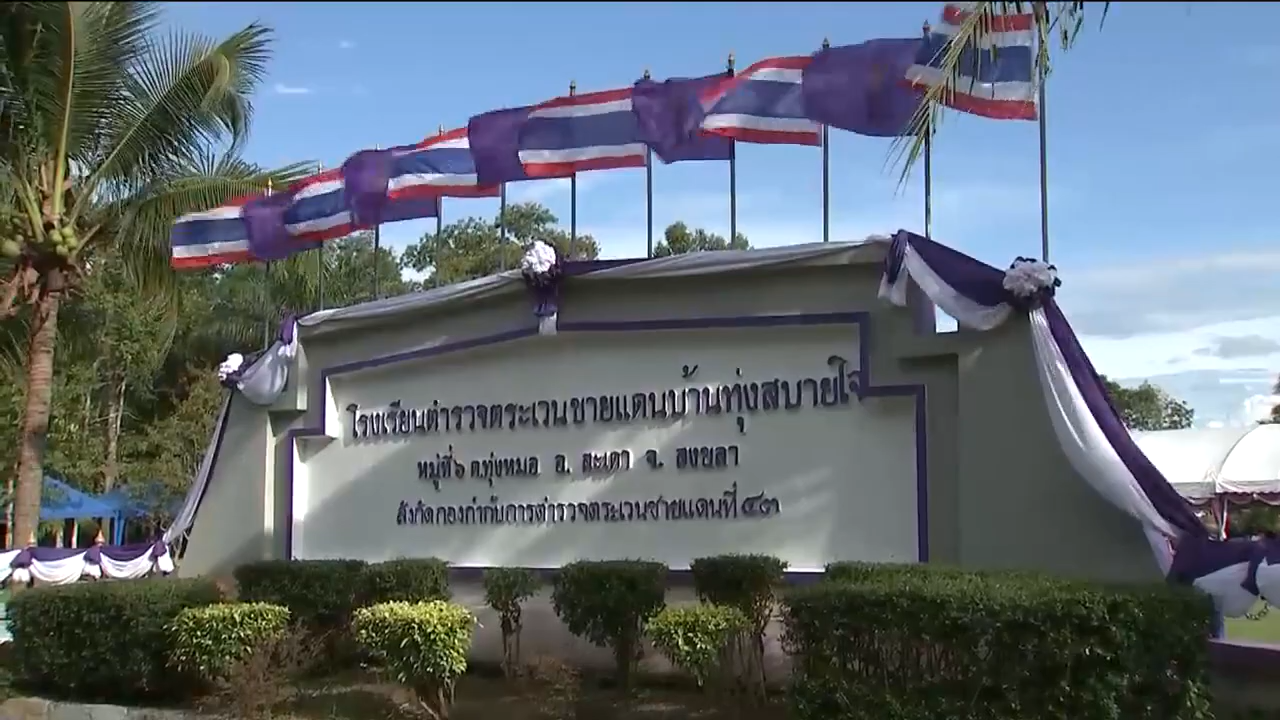 โรงเรียนตำรวจตระเวนชายแดนบ้านทุ่งสบายใจ
หมู่ที่๖ ต.ทุ่งหมอ อ. สะเดา จ. สงขลา
สังกัดกองกำกับการตำรวจตระเวนชายแดนที่ ๔๓